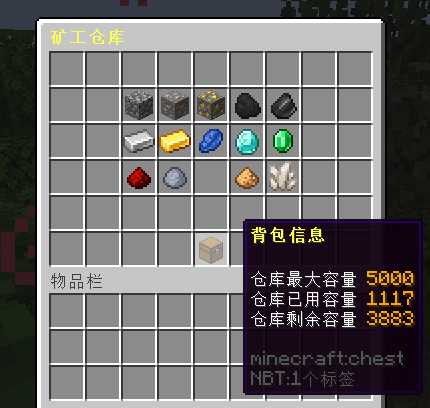 矿工仓库
背包信息
仓库最大容量 5000
仓库已用容量 1117
仓库剩余容量 3883
minecraft:chest
NBT:1个标签
物品栏